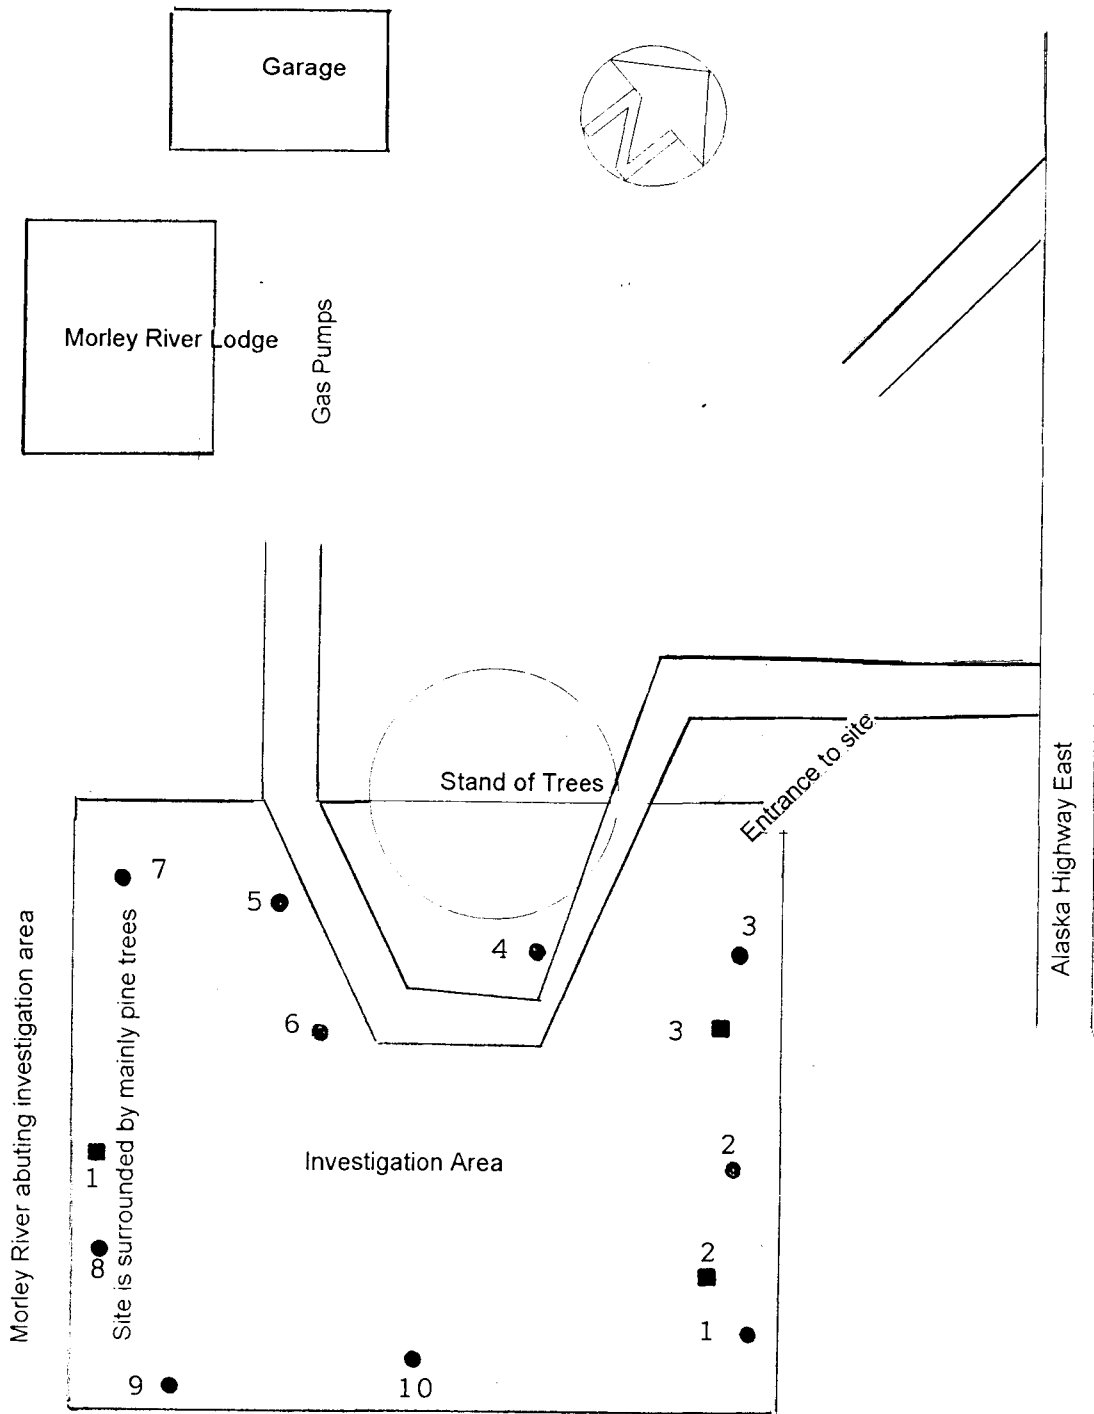 Garage
N
Morley River Lodge
Gas Pumps
Stand of Trees
Entrance to site
Alaska Highway East
Morley River abuting investigation area
Site is surrounded by mainly pine trees
7
5
4
3
6
3
1
Investigation Area
2
8
2
1
9
10